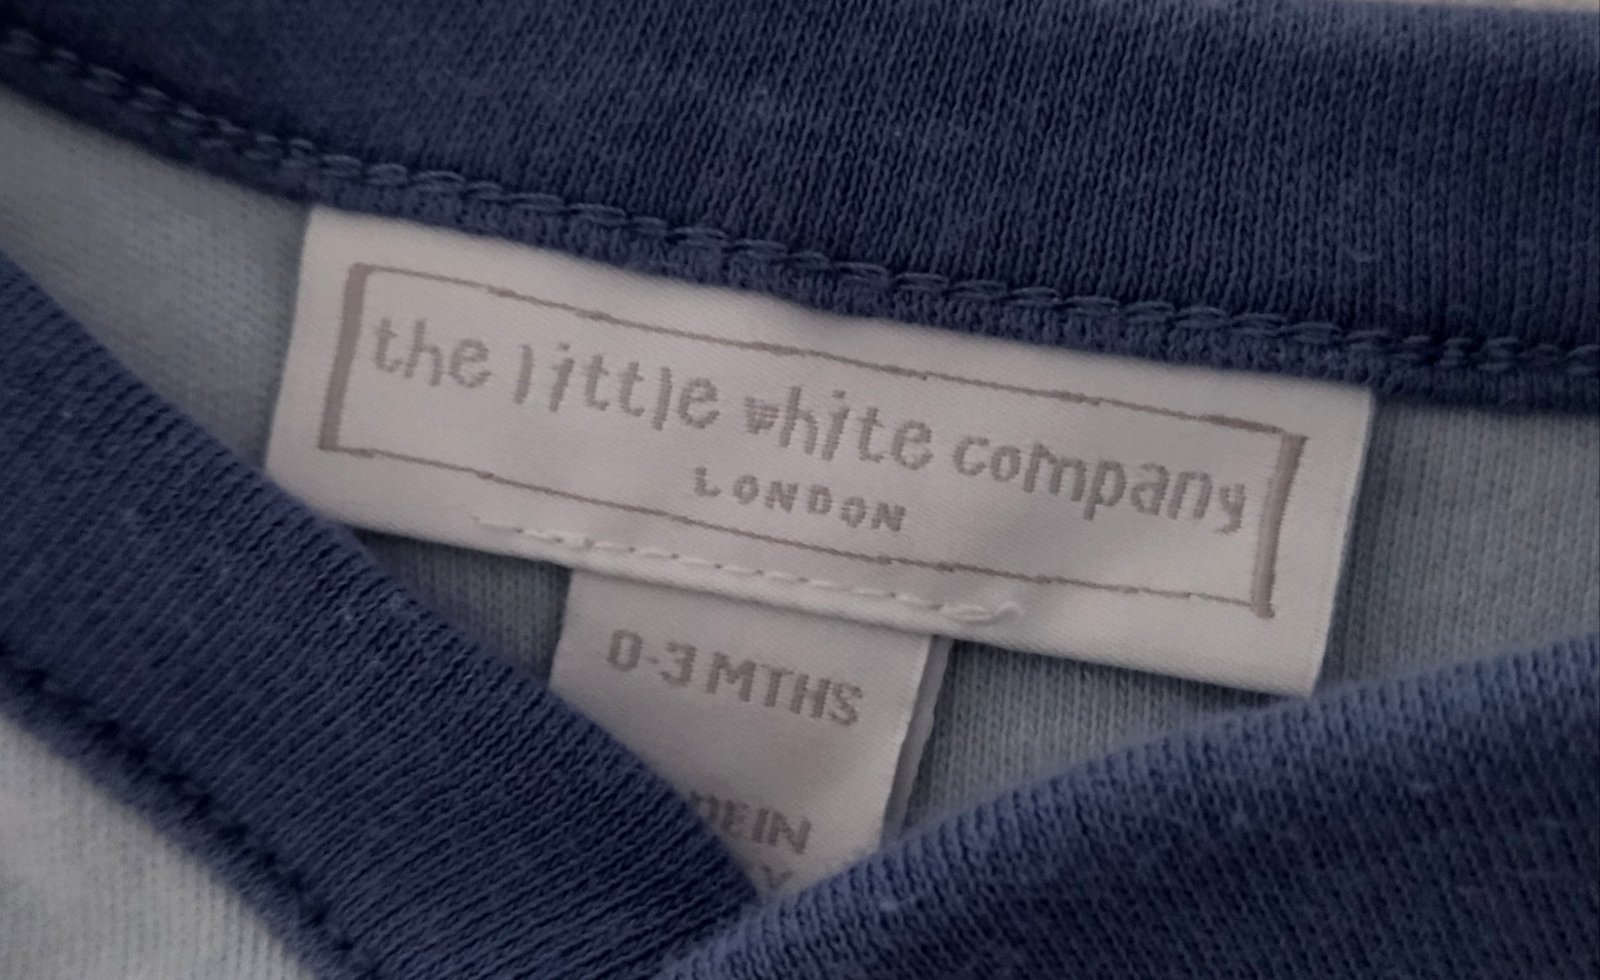 the little white company
LONDON
0-3 MTHS